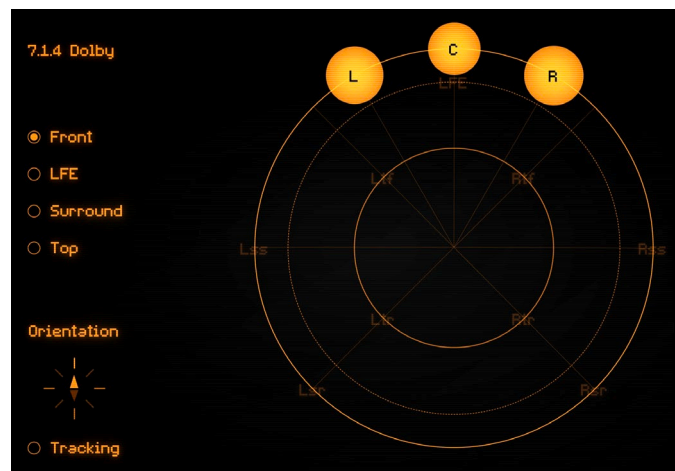 7.1.4 Dolby
Front
LFE
Surround
Top
Orientation
Tracking
C
L
R
LFE
Ltf
Rtf
Lss
Rss
Ltr
Rtr
Lsr
Rsr